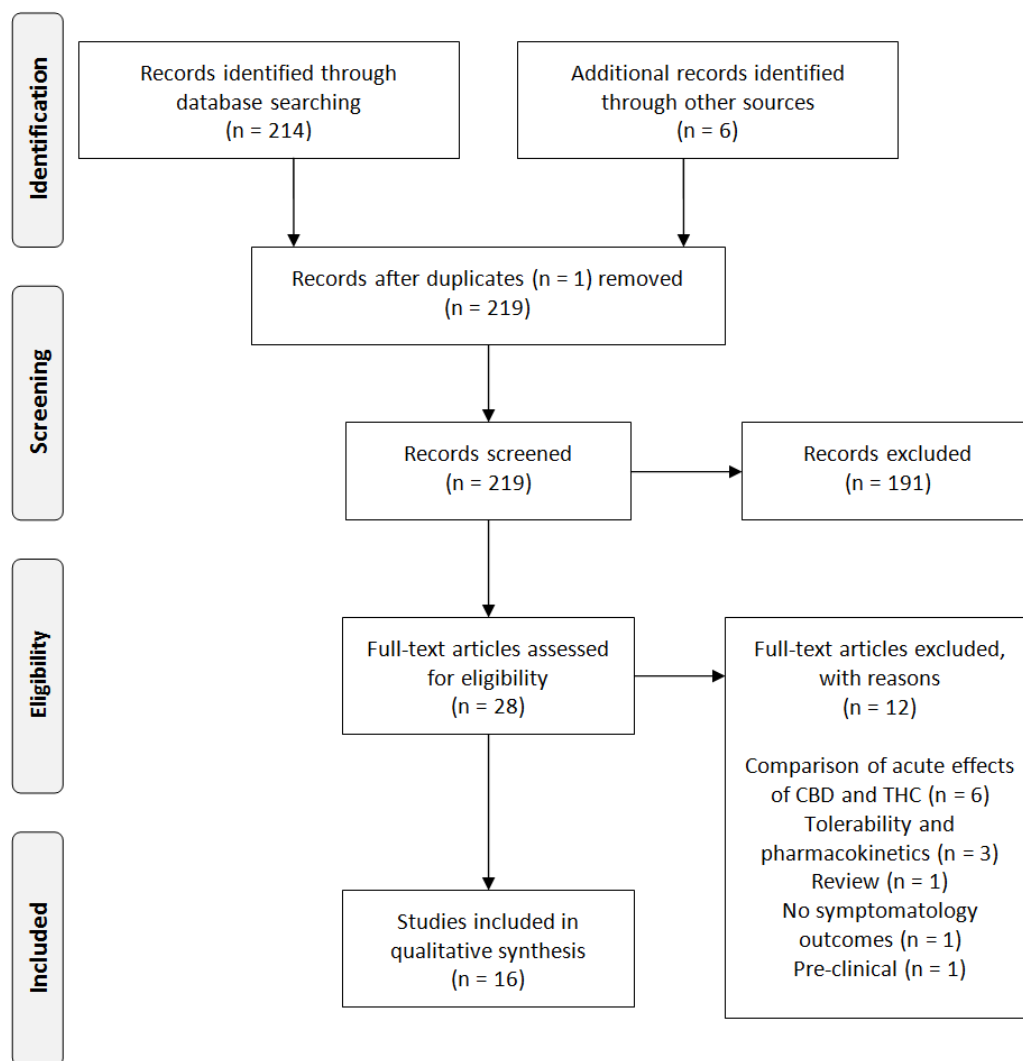 Identification
Records identified through
database searching
(n = 214)
Additional records identified
through other sources
(n = 6)
Screening
Records after duplicates (n = 1) removed
(n = 219)
Records screened
(n = 219)
Records excluded
(n = 191)
Eligibility
Full-text articles assessed
for eligibility
(n = 28)
Full-text articles excluded,
with reasons
(n = 12)
Comparison of acute effects
of CBD and THC (n = 6)
Tolerability and
pharmacokinetics (n = 3)
Review (n = 1)
No symptomatology
outcomes (n = 1)
Pre-clinical (n = 1)
Included
Studies included in
qualitative synthesis
(n = 16)